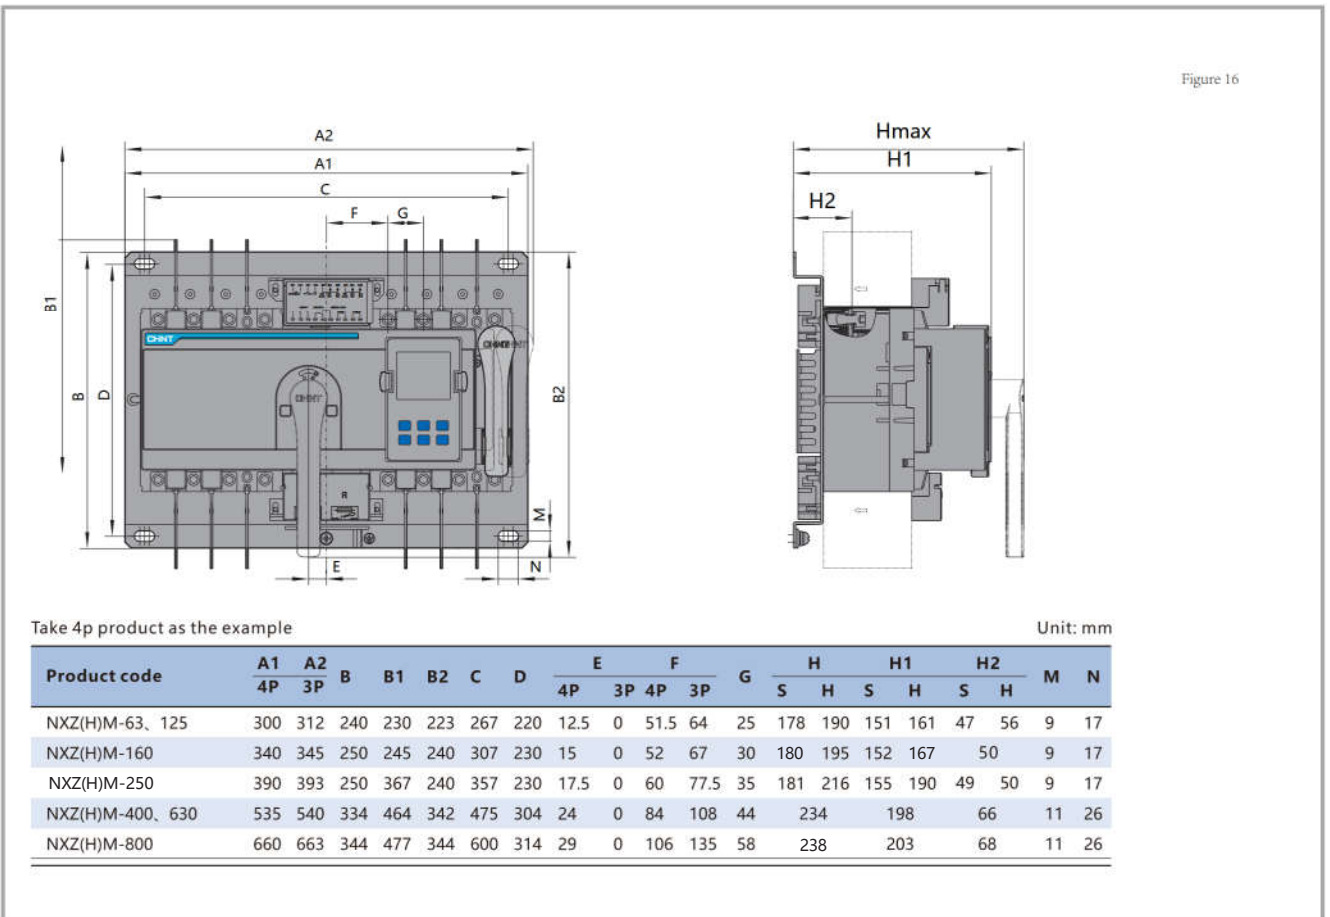 Figure 16
A2
A1
C
F G
B1
B
D
B2
M
E
N
CHNT
CHNT
R
Hmax
H1
H2
Take 4p product as the example Unit: mm
Product code A1 A2 B B1 B2 C D E F G H H1 H2 M N
4P 3P 4P 3P 4P 3P S H S H S H
NXZ(H)M-63、125 300 312 240 230 223 267 220 12.5 0 51.5 64 25 178 190 151 161 47 56 9 17
NXZ(H)M-160 340 345 250 245 240 307 230 15 0 52 67 30 180 195 152 167 50 9 17
NXZ(H)M-250 390 393 250 367 240 357 230 17.5 0 60 77.5 35 181 216 155 190 49 50 9 17
NXZ(H)M-400、630 535 540 334 464 342 475 304 24 0 84 108 44 234 198 66 11 26
NXZ(H)M-800 660 663 344 477 344 600 314 29 0 106 135 58 238 203 68 11 26